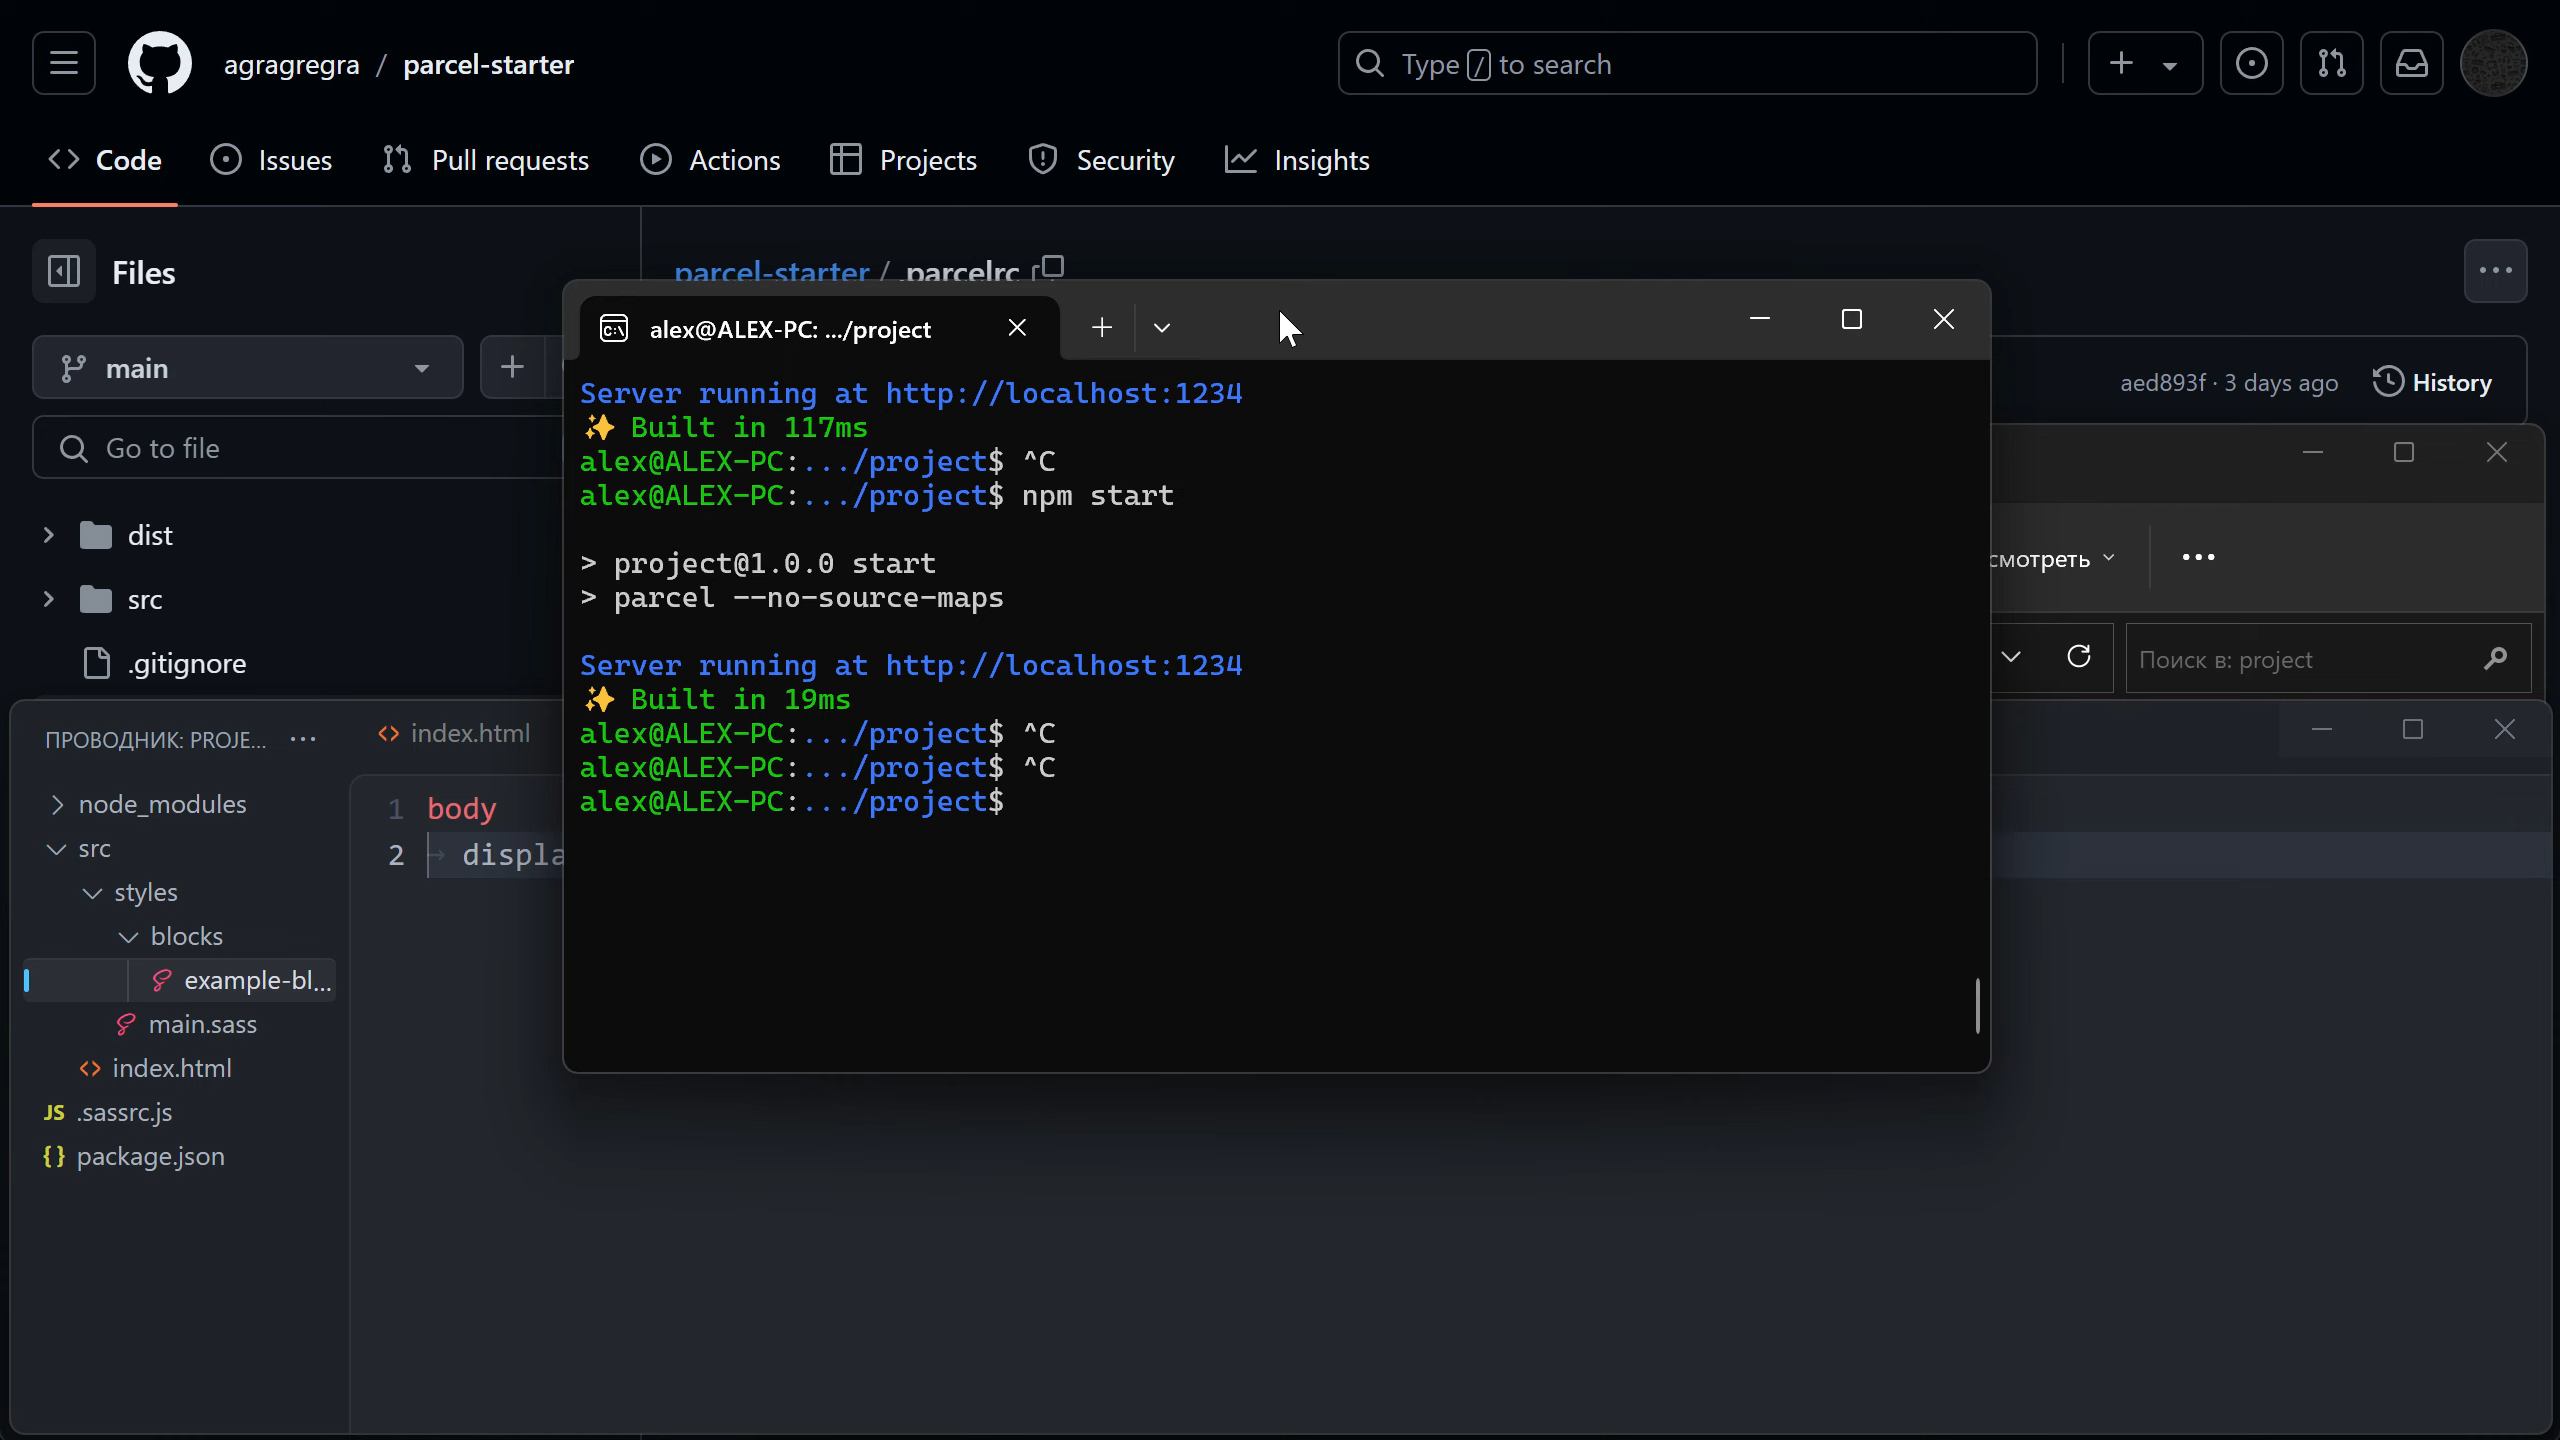 agragregra / parcel-starter
Type / to search
Code
Issues
Pull requests
Actions
Projects
Security
Insights
Files
parcel-starter / .parcelrc
main
aed893f · 3 days ago
History
Go to file
dist
src
.gitignore
alex@ALEX-PC: .../project
Server running at http://localhost:1234
✨ Built in 117ms
alex@ALEX-PC:.../project$ ^C
alex@ALEX-PC:.../project$ npm start
> project@1.0.0 start
> parcel --no-source-maps
Server running at http://localhost:1234
✨ Built in 19ms
alex@ALEX-PC:.../project$ ^C
alex@ALEX-PC:.../project$ ^C
alex@ALEX-PC:.../project$
смотреть
Поиск в: project
ПРОВОДНИК: PROJE...
index.html
node_modules
src
styles
blocks
example-bl...
main.sass
index.html
JS .sassrc.js
{} package.json
1 body
2 displa